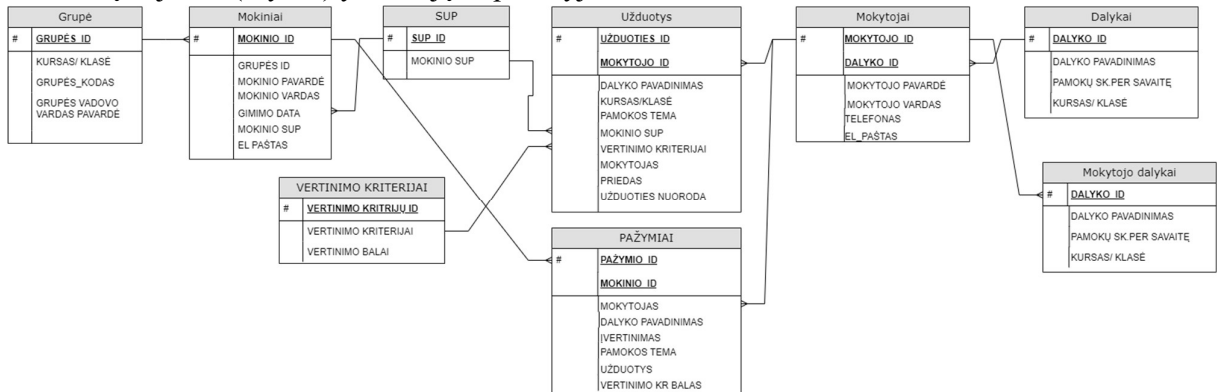 Grupė
# GRUPĖS_ID
KURSAS/ KLASĖ
GRUPĖS_KODAS
GRUPĖS VADOVO
VARDAS PAVARDĖ
Mokiniai
# MOKINIO_ID
GRUPĖS ID
MOKINIO PAVARDĖ
MOKINIO VARDAS
GIMIMO DATA
MOKINIO SUP
EL PAŠTAS
SUP
# SUP_ID
MOKINIO SUP
VERTINIMO KRITERIJAI
# VERTINIMO KRITRIJŲ ID
VERTINIMO KRITERIJAI
VERTINIMO BALAI
Užduotys
# UŽDUOTIES_ID
MOKYTOJO_ID
DALYKO PAVADINIMAS
KURSAS/KLASĖ
PAMOKOS TEMA
MOKINIO SUP
VERTINIMO KRITERIJAI
MOKYTOJAS
PRIEDAS
UŽDUOTIES NUORODA
PAŽYMIAI
# PAŽYMIO_ID
MOKINIO_ID
MOKYTOJAS
DALYKO PAVADINIMAS
ĮVERTINIMAS
PAMOKOS TEMA
UŽDUOTYS
VERTINIMO KR BALAS
Mokytojai
# MOKYTOJO_ID
DALYKO_ID
MOKYTOJO PAVARDĖ
MOKYTOJO VARDAS
TELEFONAS
EL_PAŠTAS
Dalykai
# DALYKO_ID
DALYKO PAVADINIMAS
PAMOKŲ SK.PER SAVAITĘ
KURSAS/ KLASĖ
Mokytojo dalykai
# DALYKO_ID
DALYKO PAVADINIMAS
PAMOKŲ SK.PER SAVAITĘ
KURSAS/ KLASĖ